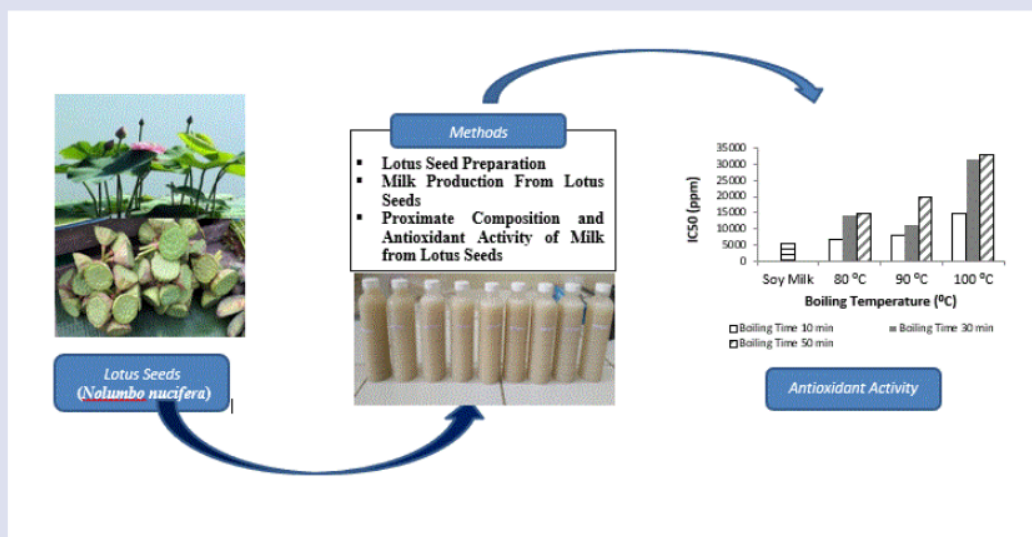 Lotus Seeds
(Nolumbo nucifera)
Methods
▪ Lotus Seed Preparation
▪ Milk Production From Lotus
Seeds
▪ Proximate Composition and
Antioxidant Activity of Milk
from Lotus Seeds
IC50 (ppm)
35000
30000
25000
20000
15000
10000
5000
0
Soy Milk 80 ⁰C 90 ⁰C 100 ⁰C
Boiling Temperature (⁰C)
Boiling Time 10 min Boiling Time 30 min
Boiling Time 50 min
Antioxidant Activity